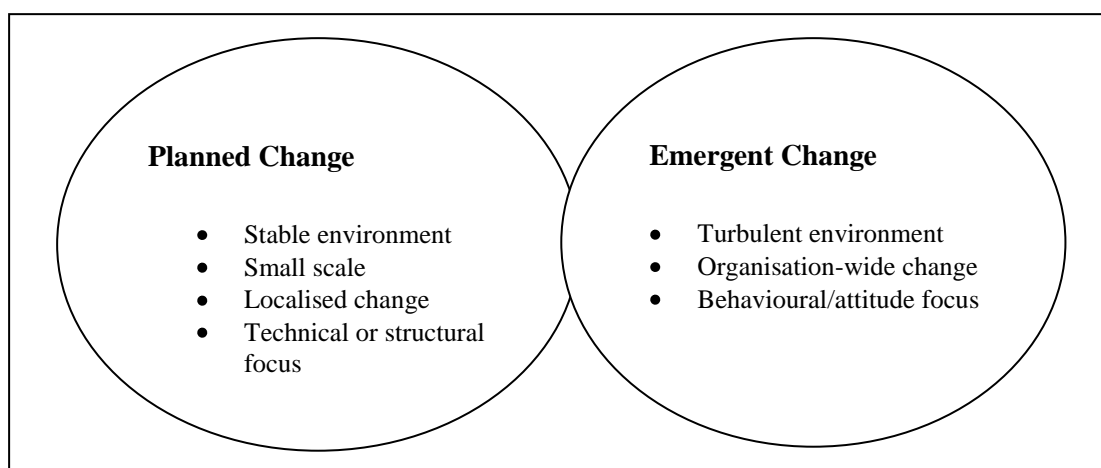 Planned Change
• Stable environment
• Small scale
• Localised change
• Technical or structural
focus
Emergent Change
• Turbulent environment
• Organisation-wide change
• Behavioural/attitude focus